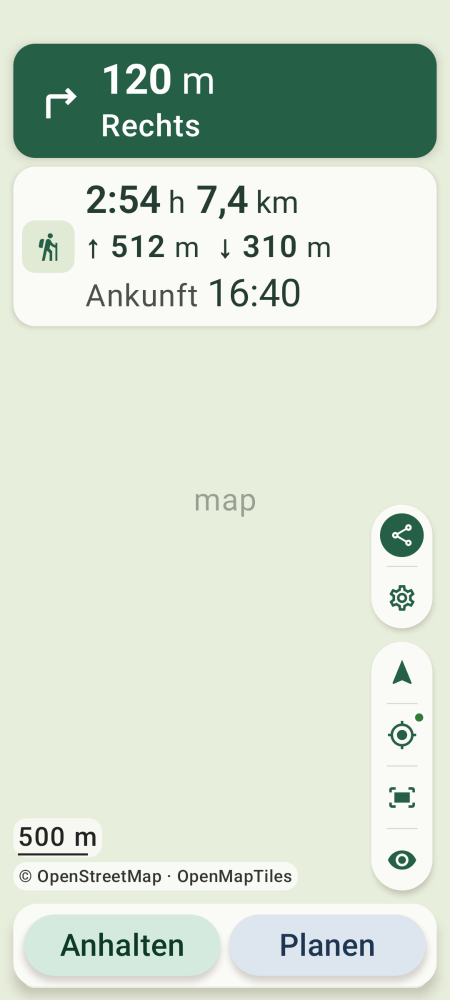 120 m
Rechts
2:54 h 7,4 km
↑ 512 m ↓ 310 m
Ankunft 16:40
map
500 m
© OpenStreetMap · OpenMapTiles
Anhalten Planen